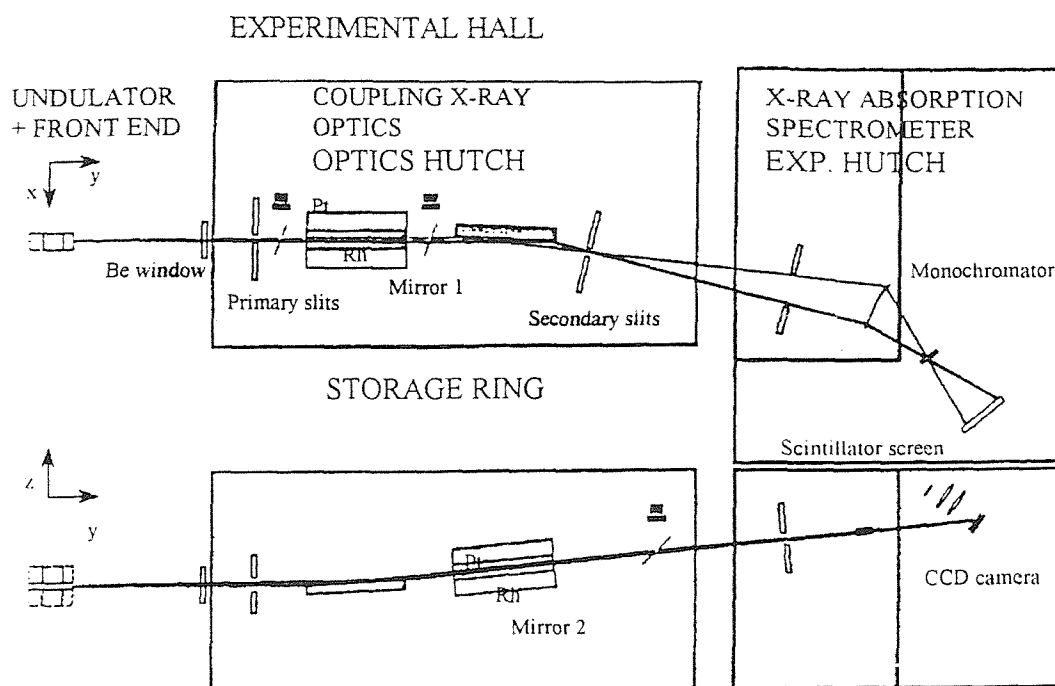 EXPERIMENTAL HALL
UNDULATOR
+ FRONT END
COUPLING X-RAY
OPTICS
OPTICS HUTCH
X-RAY ABSORPTION
SPECTROMETER
EXP. HUTCH
x
y
Pt
Rh
Be window
Mirror 1
Primary slits
Secondary slits
Monochromator
STORAGE RING
Scintillator screen
z
y
Pt
Rh
Mirror 2
CCD camera